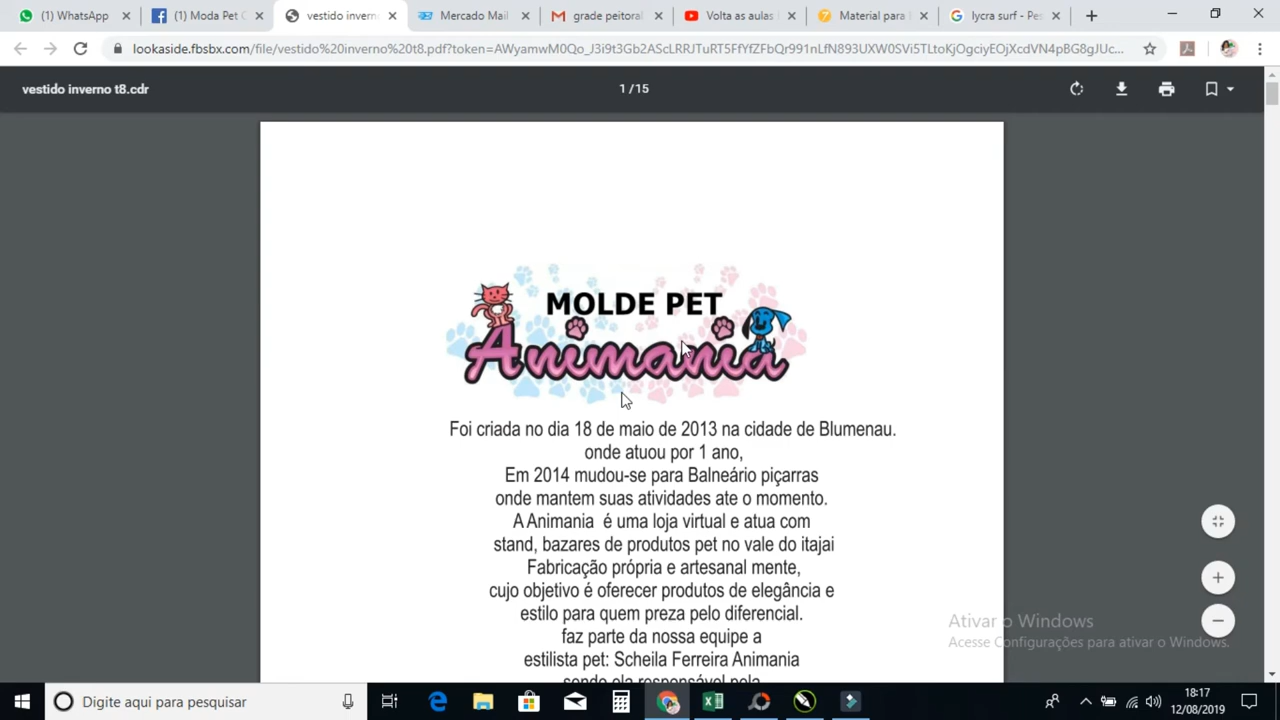 (1) WhatsApp
(1) Moda Pet C
vestido invern
Mercado Mail
grade peitoral
Volta as aulas
Material para
lycra surf - Pes
lookaside.fbsbx.com/file/vestido%20inverno%20t8.pdf?token=AWyamwM0Qo_J3i9t3Gb2AScLRRJTuRT5FfYfZFbQr991nLfN893UXW0SVi5TLtoKjOgciyEOjXcdVN4pBG8gJUc...
vestido inverno t8.cdr
1 / 15
MOLDE PET
Animania
Foi criada no dia 18 de maio de 2013 na cidade de Blumenau.
onde atuou por 1 ano,
Em 2014 mudou-se para Balneário piçarras
onde mantem suas atividades ate o momento.
A Animania é uma loja virtual e atua com
stand, bazares de produtos pet no vale do itajai
Fabricação própria e artesanal mente,
cujo objetivo é oferecer produtos de elegância e
estilo para quem preza pelo diferencial.
faz parte da nossa equipe a
estilista pet: Scheila Ferreira Animania
sendo ela responsável pela
Ativar o Windows
Acesse Configurações para ativar o Windows.
Digite aqui para pesquisar
18:17
12/08/2019